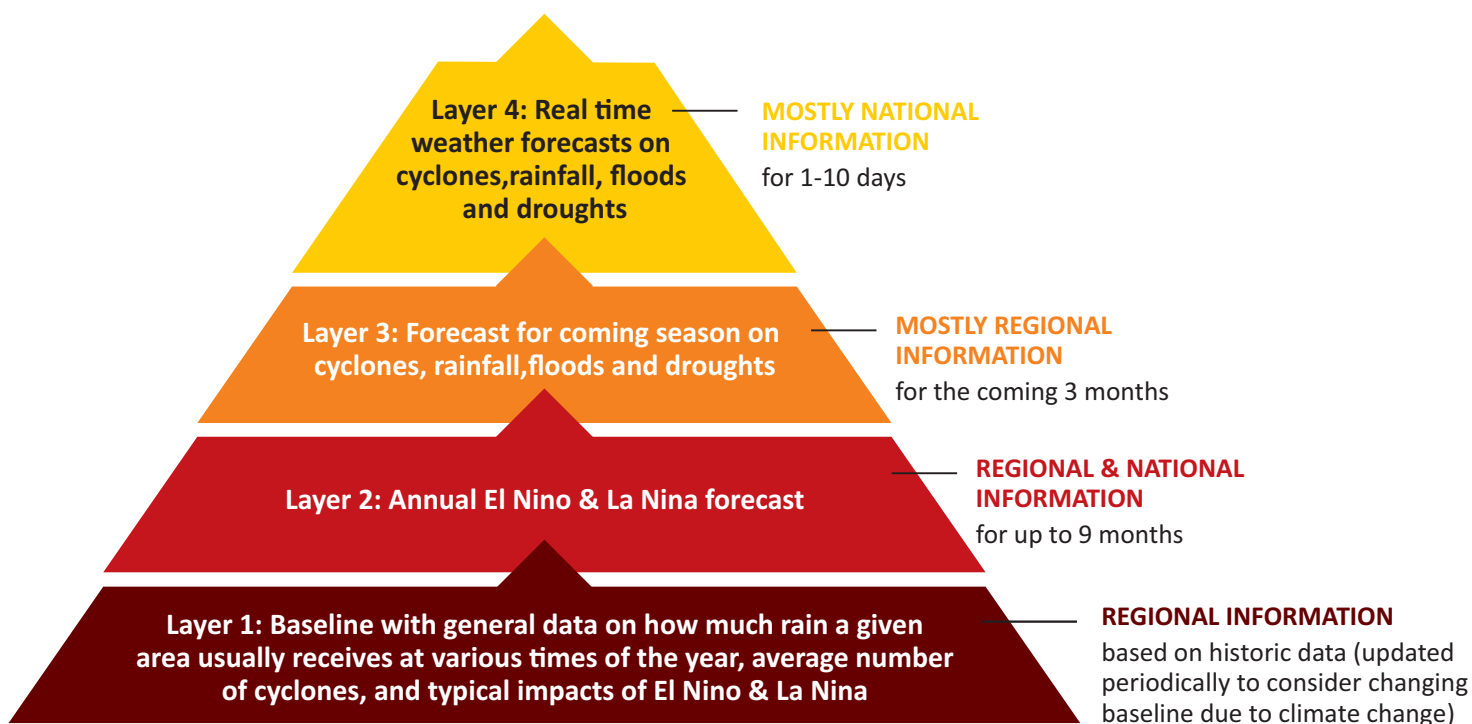 Layer 4: Real time
weather forecasts on
cyclones,rainfall, floods
and droughts
MOSTLY NATIONAL
INFORMATION
for 1-10 days
Layer 3: Forecast for coming season on
cyclones, rainfall,floods and droughts
MOSTLY REGIONAL
INFORMATION
for the coming 3 months
Layer 2: Annual El Nino & La Nina forecast
REGIONAL & NATIONAL
INFORMATION
for up to 9 months
Layer 1: Baseline with general data on how much rain a given
area usually receives at various times of the year, average number
of cyclones, and typical impacts of El Nino & La Nina
REGIONAL INFORMATION
based on historic data (updated
periodically to consider changing
baseline due to climate change)